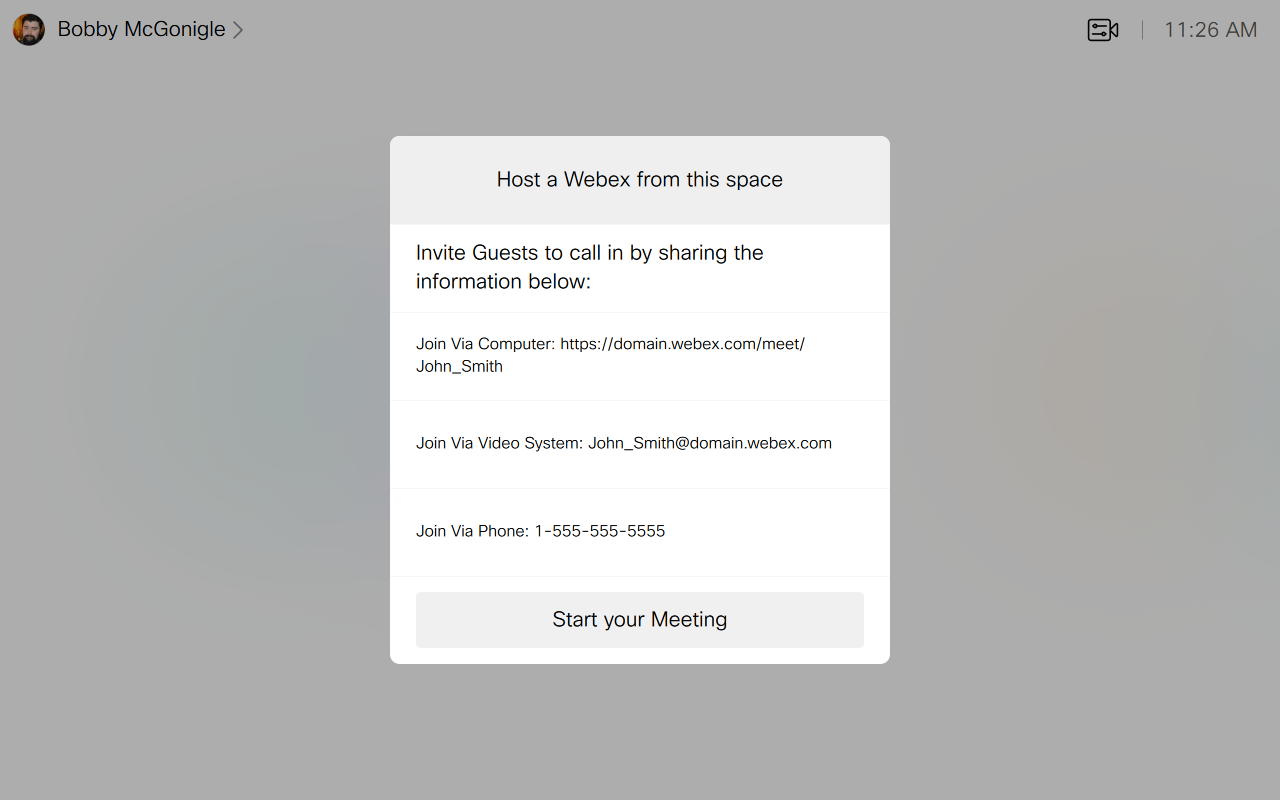 Bobby McGonigle
11:26 AM
Host a Webex from this space
Invite Guests to call in by sharing the
information below:
Join Via Computer: https://domain.webex.com/meet/
John_Smith
Join Via Video System: John_Smith@domain.webex.com
Join Via Phone: 1-555-555-5555
Start your Meeting